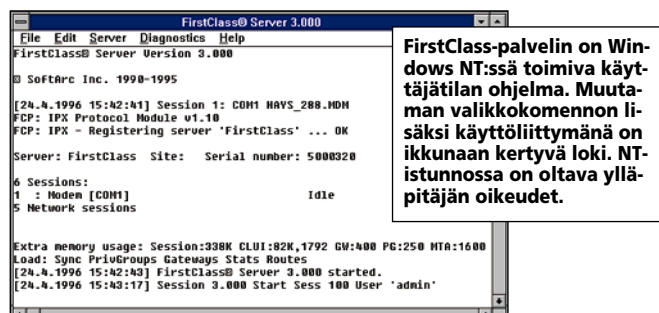 FirstClass® Server 3.000
File Edit Server Diagnostics Help
FirstClass® Server Version 3.000
© SoftArc Inc. 1990-1995
[24.4.1996 15:42:41] Session 1: COM1 HAYS_288.MDM
FCP: IPX Protocol Module v1.10
FCP: IPX - Registering server 'FirstClass' ... OK
Server: FirstClass Site: Serial number: 5000320
6 Sessions:
1 : Modem [COM1] Idle
5 Network sessions
Extra memory usage: Session:338K CLUI:82K,1792 GW:400 PG:250 MTA:1600
Load: Sync PrivGroups Gateways Stats Routes
[24.4.1996 15:42:43] FirstClass® Server 3.000 started.
[24.4.1996 15:43:17] Session 3.000 Start Sess 100 User 'admin'
FirstClass-palvelin on Win-
dows NT:ssä toimiva käyt-
täjätilan ohjelma. Muuta-
man valikkokomennon li-
säksi käyttöliittymänä on
ikkunaan kertyvä loki. NT-
istunnossa on oltava yllä-
pitäjän oikeudet.